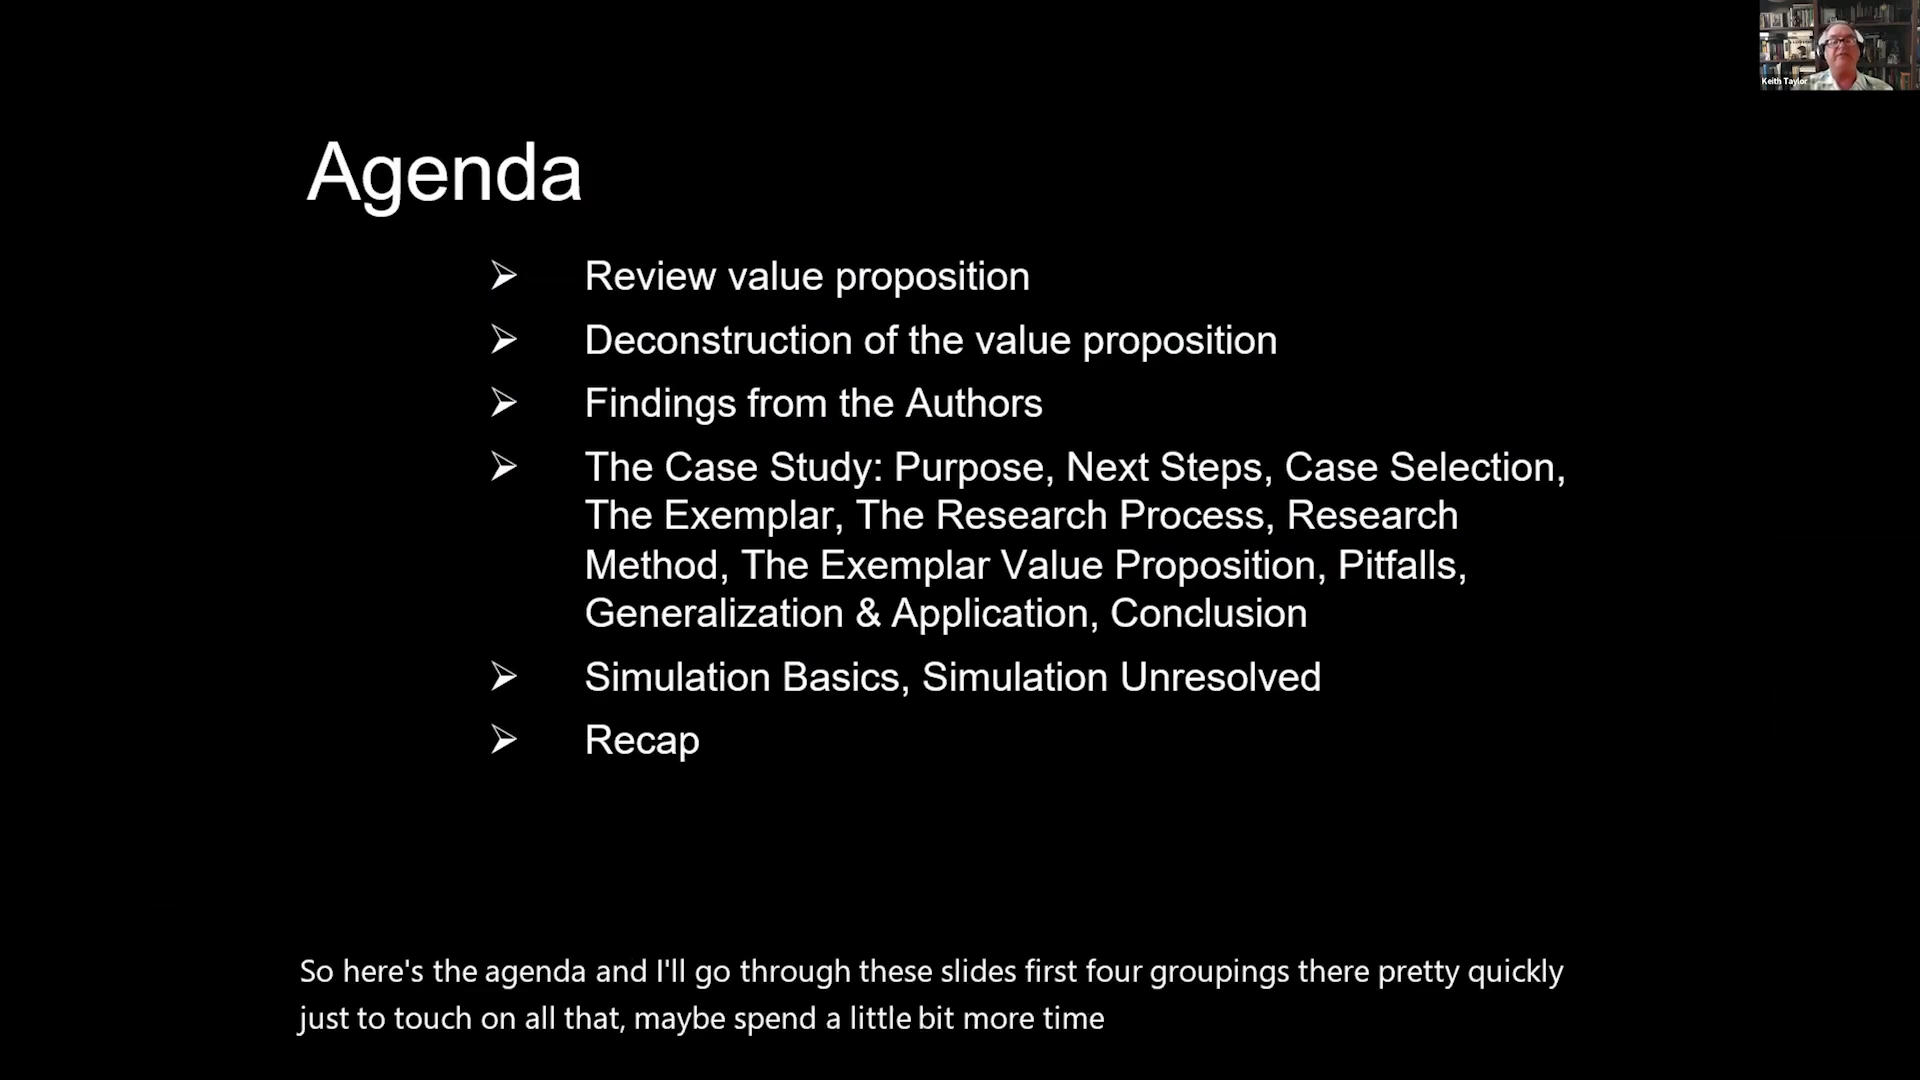 Keith Taylor
Agenda
Review value proposition
Deconstruction of the value proposition
Findings from the Authors
The Case Study: Purpose, Next Steps, Case Selection,
The Exemplar, The Research Process, Research
Method, The Exemplar Value Proposition, Pitfalls,
Generalization & Application, Conclusion
Simulation Basics, Simulation Unresolved
Recap
So here's the agenda and I'll go through these slides first four groupings there pretty quickly
just to touch on all that, maybe spend a little bit more time